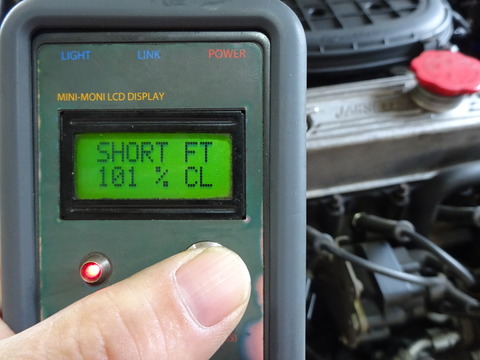 LIGHT LINK POWER
MINI-MONI LCD DISPLAY
SHORT FT
101 % CL